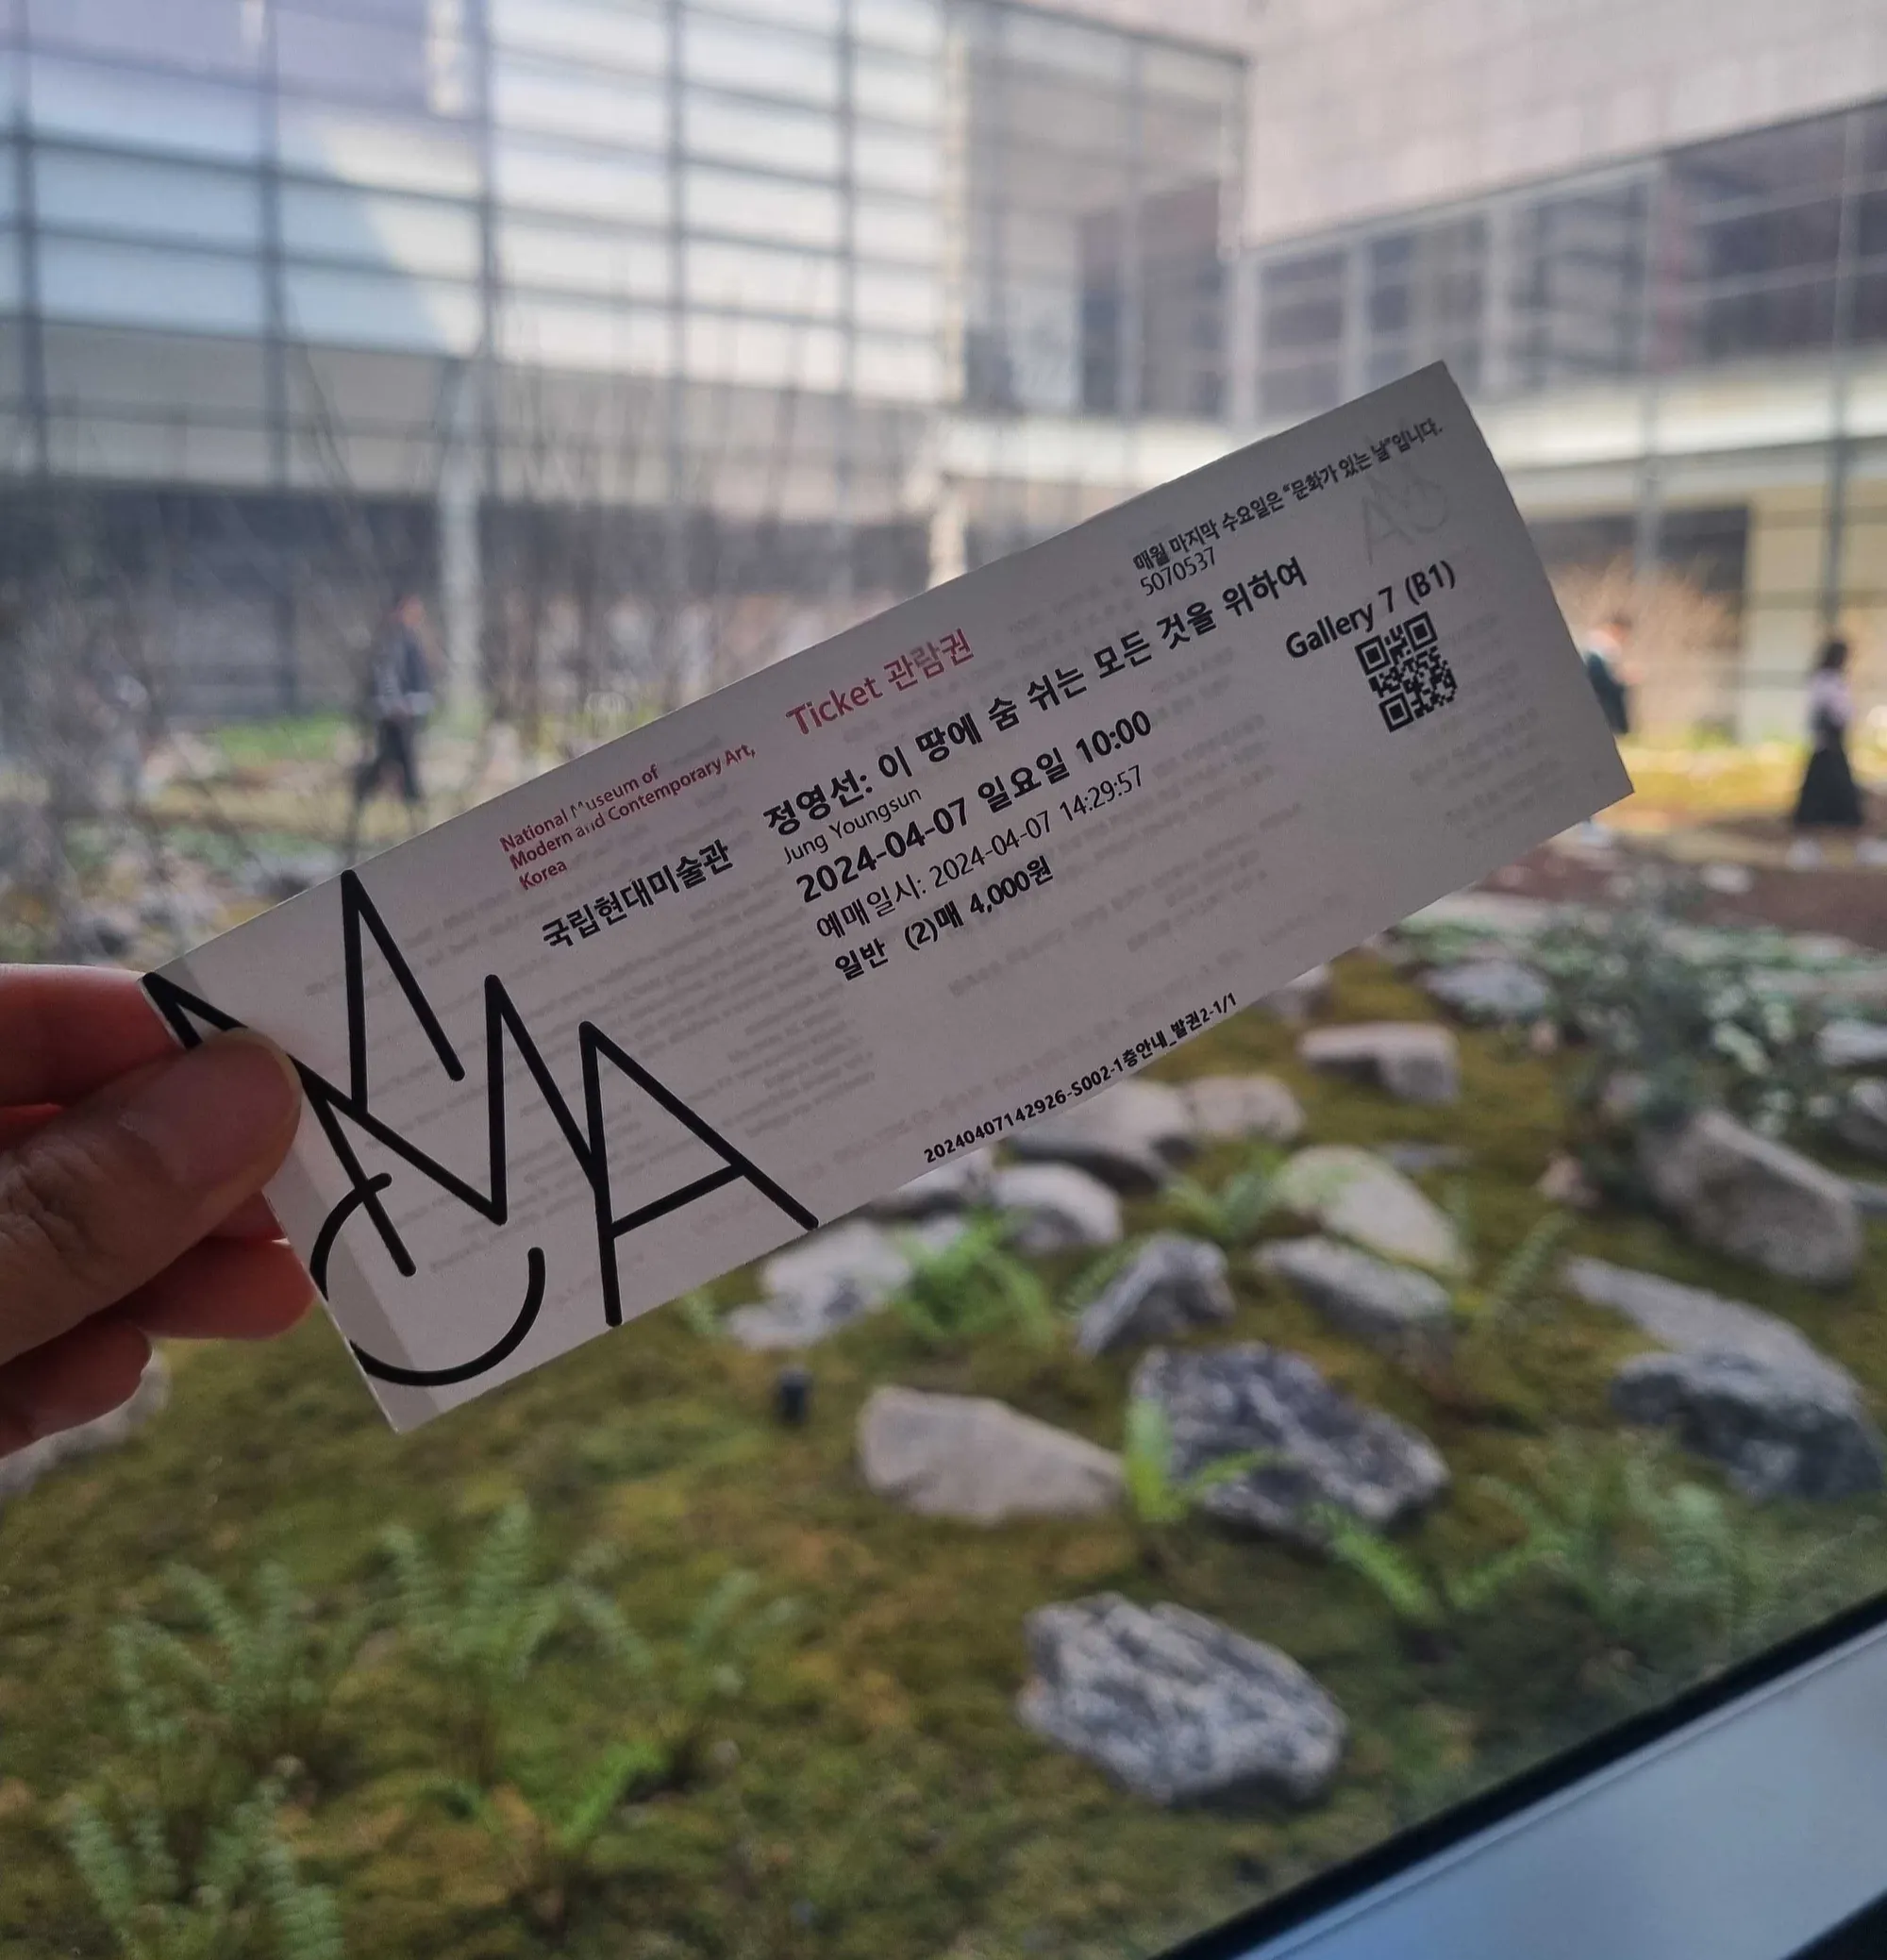 매월 마지막 수요일은 "문화가 있는 날"입니다.
5070537
National Museum of
Modern and Contemporary Art,
Korea
국립현대미술관
Ticket 관람권
정영선: 이 땅에 숨 쉬는 모든 것을 위하여
Jung Youngsun
2024-04-07 일요일 10:00
예매일시: 2024-04-07 14:29:57
일반 (2)매 4,000원
Gallery 7 (B1)
20240407142926-S002-1층안내_발권2-1/1
MMCA